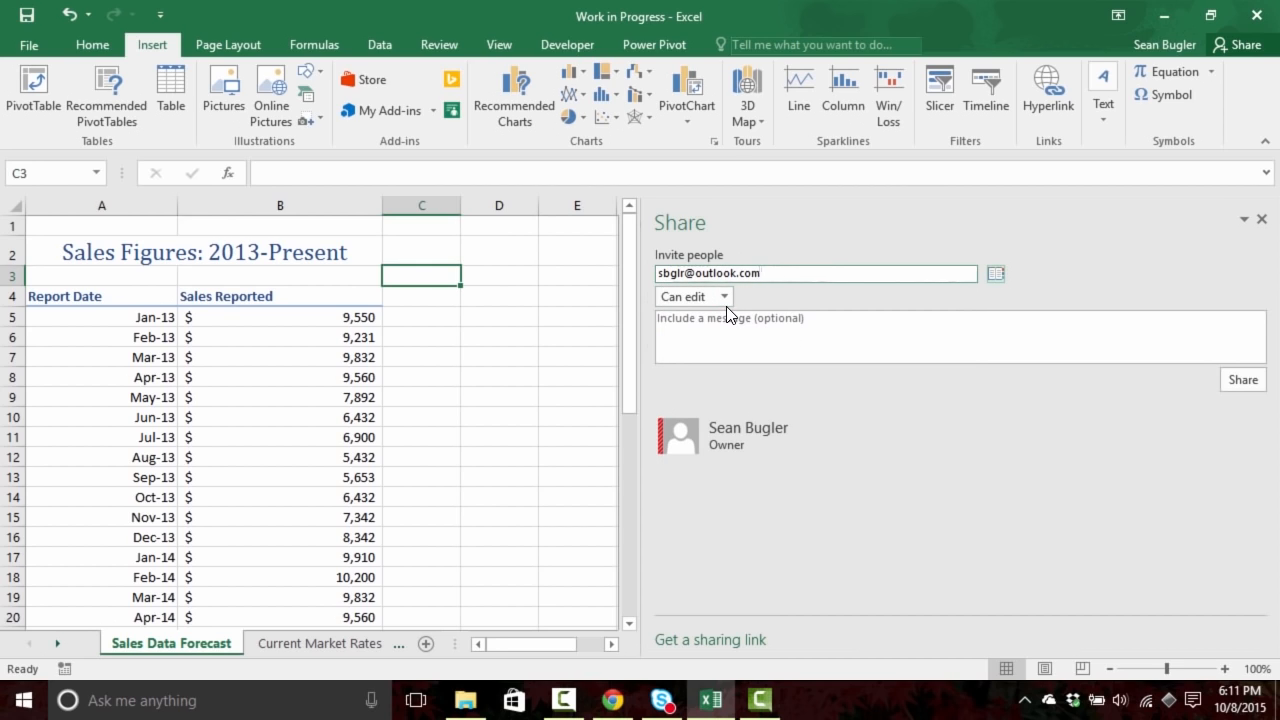 Work in Progress - Excel
File Home Insert Page Layout Formulas Data Review View Developer Power Pivot Tell me what you want to do... Sean Bugler Share
PivotTable
Recommended PivotTables
Table
Tables
Pictures
Online Pictures
Illustrations
Store
My Add-ins
Add-ins
Recommended Charts
PivotChart
Charts
3D Map
Tours
Line
Column
Win/Loss
Sparklines
Slicer
Timeline
Filters
Hyperlink
Links
A
Text
π Equation
Ω Symbol
Symbols
C3 fx
A B C D E
1
2 Sales Figures: 2013-Present
3
4 Report Date Sales Reported
5 Jan-13 $ 9,550
6 Feb-13 $ 9,231
7 Mar-13 $ 9,832
8 Apr-13 $ 9,560
9 May-13 $ 7,892
10 Jun-13 $ 6,432
11 Jul-13 $ 6,900
12 Aug-13 $ 5,432
13 Sep-13 $ 5,653
14 Oct-13 $ 6,432
15 Nov-13 $ 7,342
16 Dec-13 $ 8,342
17 Jan-14 $ 9,910
18 Feb-14 $ 10,200
19 Mar-14 $ 9,832
20 Apr-14 $ 9,560
Share
Invite people
sbglr@outlook.com
Can edit
Include a message (optional)
Share
Sean Bugler
Owner
Get a sharing link
Sales Data Forecast Current Market Rates ...
Ready 100%
Ask me anything
6:11 PM
10/8/2015